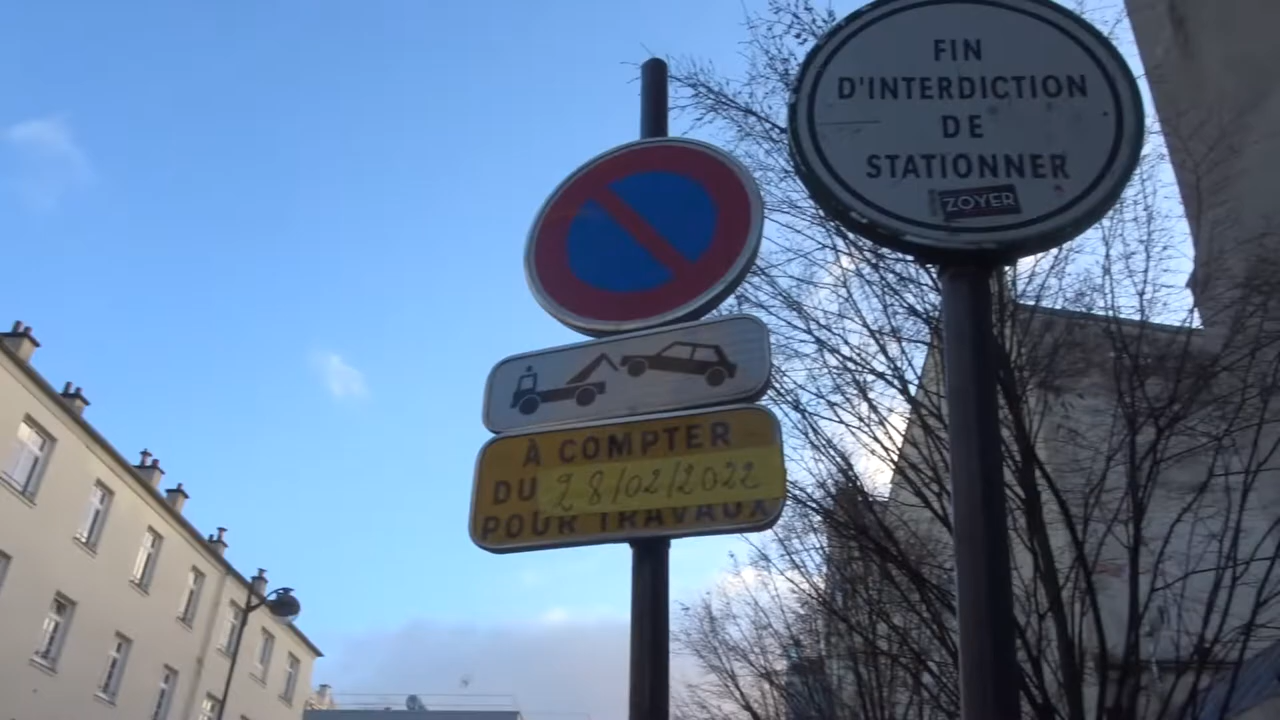 FIN
D'INTERDICTION
DE
STATIONNER
ZOYER
À COMPTER
DU 28/02/2022
POUR TRAVAUX